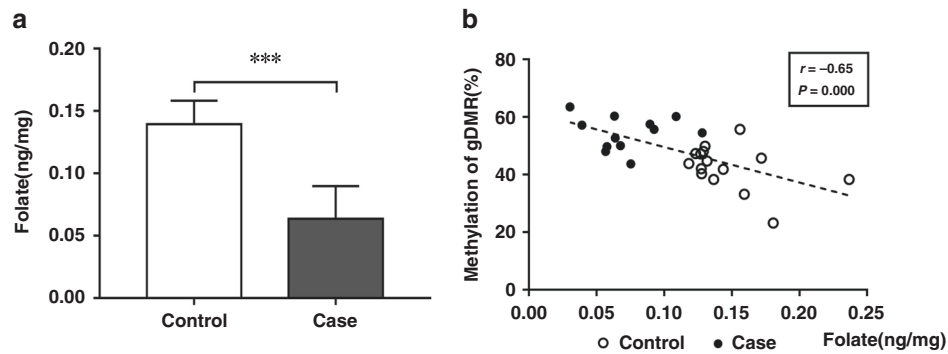 a
***
0.20
0.15
0.10
0.05
0.00
Folate(ng/mg)
Control Case
b
r = −0.65
P = 0.000
80
60
40
20
0
Methylation of gDMR(%)
0.00 0.05 0.10 0.15 0.20 0.25
Control Case Folate(ng/mg)